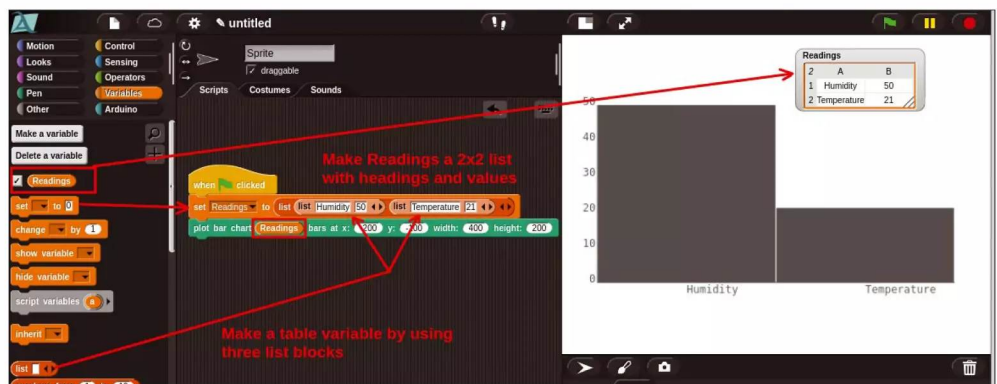 untitled
Motion Control
Looks Sensing
Sound Operators
Pen Variables
Other Arduino
Make a variable
Delete a variable
Readings
set to 0
change by 1
show variable
hide variable
script variables a
inherit
list
Sprite
draggable
Scripts Costumes Sounds
Make Readings a 2x2 list
with headings and values
when clicked
set Readings to list list Humidity 50 list Temperature 21
plot bar chart Readings bars at x: -200 y: -100 width: 400 height: 200
Make a table variable by using
three list blocks
Readings
2 A B
1 Humidity 50
2 Temperature 21
50
40
30
20
10
0
Humidity Temperature